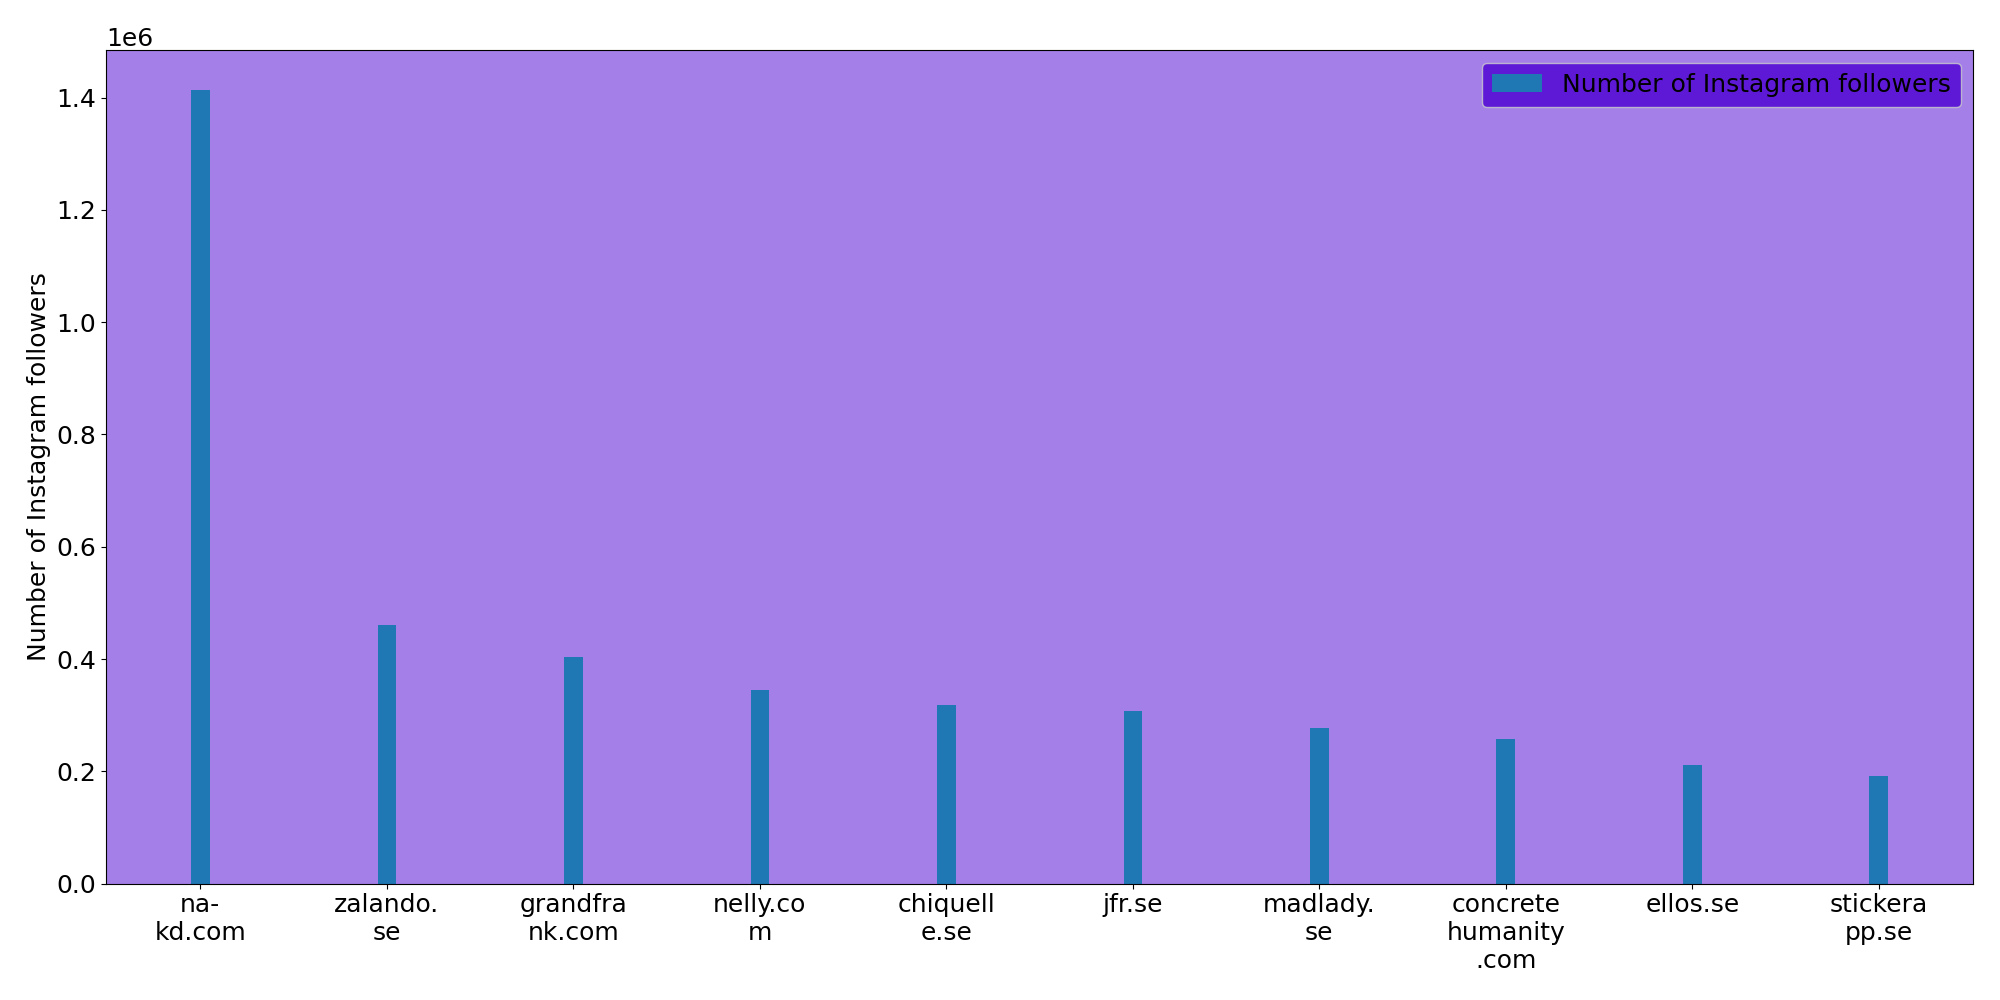 1e6
Number of Instagram followers
1.4
1.2
1.0
0.8
0.6
0.4
0.2
0.0
Number of Instagram followers
na-
kd.com
zalando.
se
grandfra
nk.com
nelly.co
m
chiquell
e.se
jfr.se
madlady.
se
concrete
humanity
.com
ellos.se
stickera
pp.se